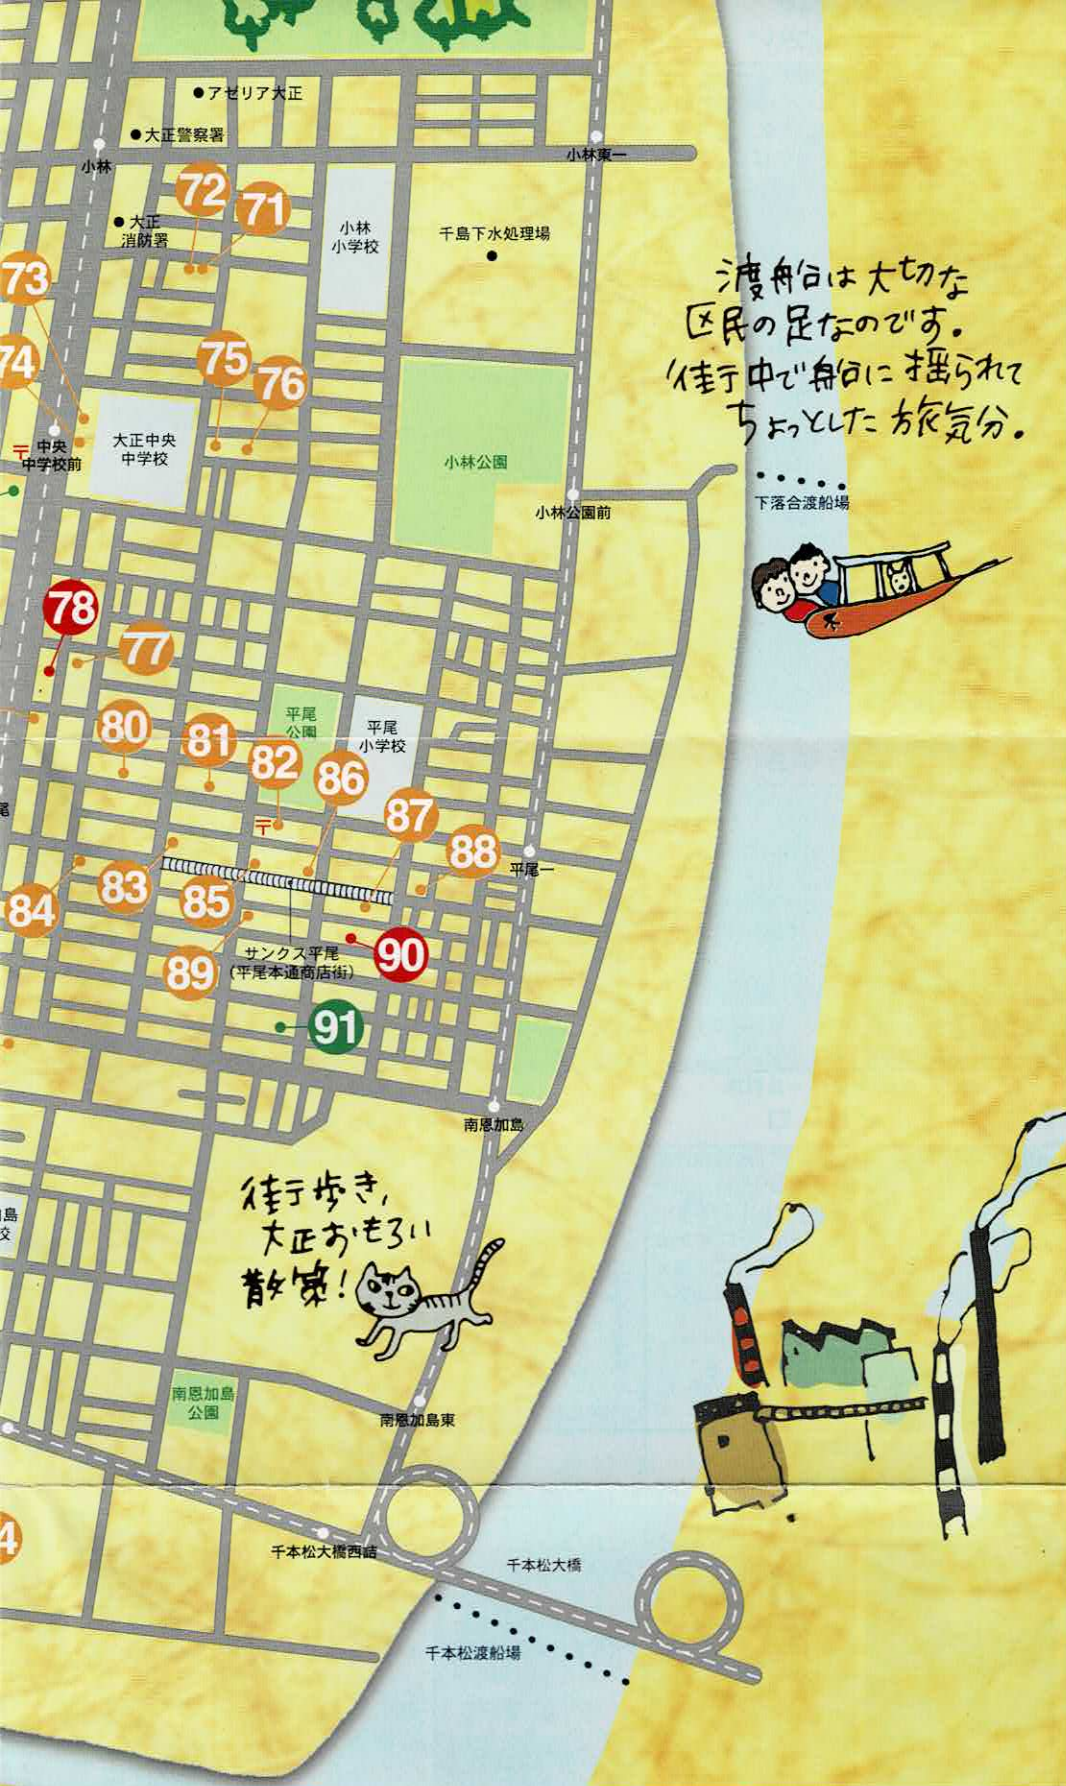 アゼリア大正
大正警察署
小林
小林東一
72
71
大正
消防署
小林
小学校
千島下水処理場
渡船は大切な
区民の足なのです。
街中で船に揺られて
ちょっとした旅気分。
73
74
75
76
〒
中央
中学校前
大正中央
中学校
小林公園
小林公園前
下落合渡船場
78
77
80
81
82
平尾
公園
平尾
小学校
86
87
88
〒
平尾一
尾
83
84
85
89
サンクス平尾
(平尾本通商店街)
90
91
南恩加島
街歩き,
大正おもろい
散策!
島
校
南恩加島
公園
南恩加島東
4
千本松大橋西詰
千本松大橋
千本松渡船場